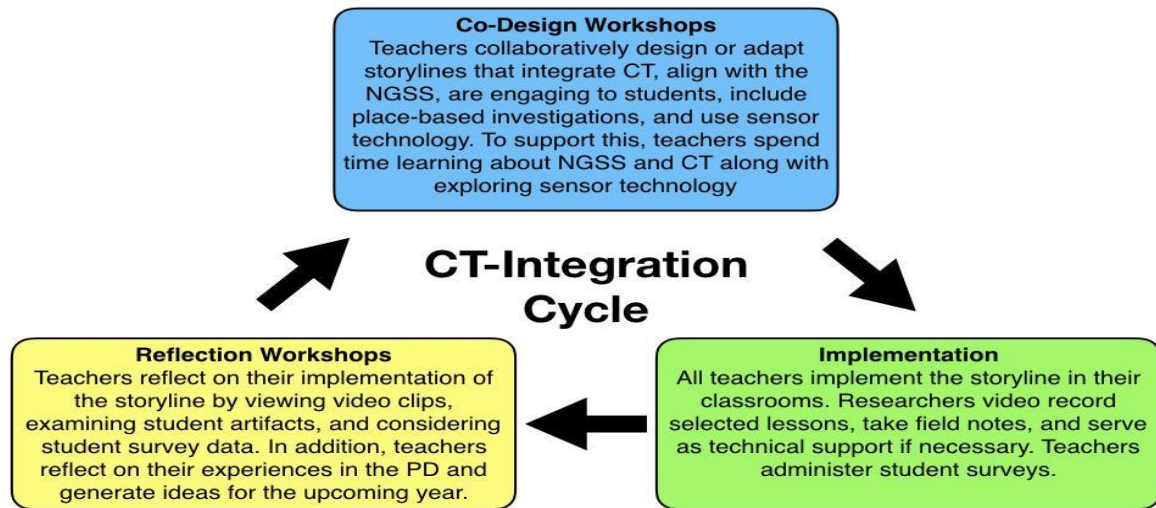 Co-Design Workshops
Teachers collaboratively design or adapt
storylines that integrate CT, align with the
NGSS, are engaging to students, include
place-based investigations, and use sensor
technology. To support this, teachers spend
time learning about NGSS and CT along with
exploring sensor technology
CT-Integration
Cycle
Reflection Workshops
Teachers reflect on their implementation of
the storyline by viewing video clips,
examining student artifacts, and considering
student survey data. In addition, teachers
reflect on their experiences in the PD and
generate ideas for the upcoming year.
Implementation
All teachers implement the storyline in their
classrooms. Researchers video record
selected lessons, take field notes, and serve
as technical support if necessary. Teachers
administer student surveys.